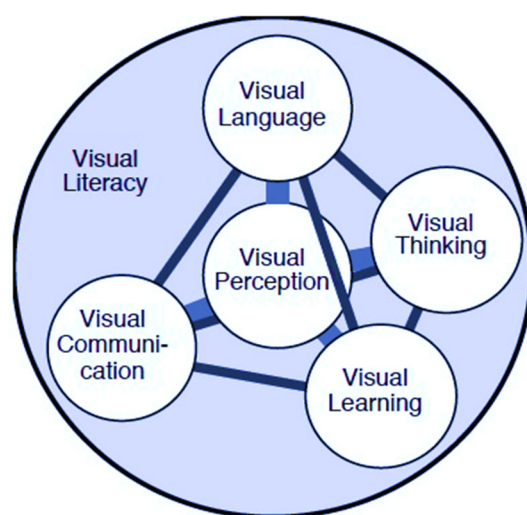 Visual
Language
Visual
Literacy
Visual
Thinking
Visual
Perception
Visual
Communi-
cation
Visual
Learning